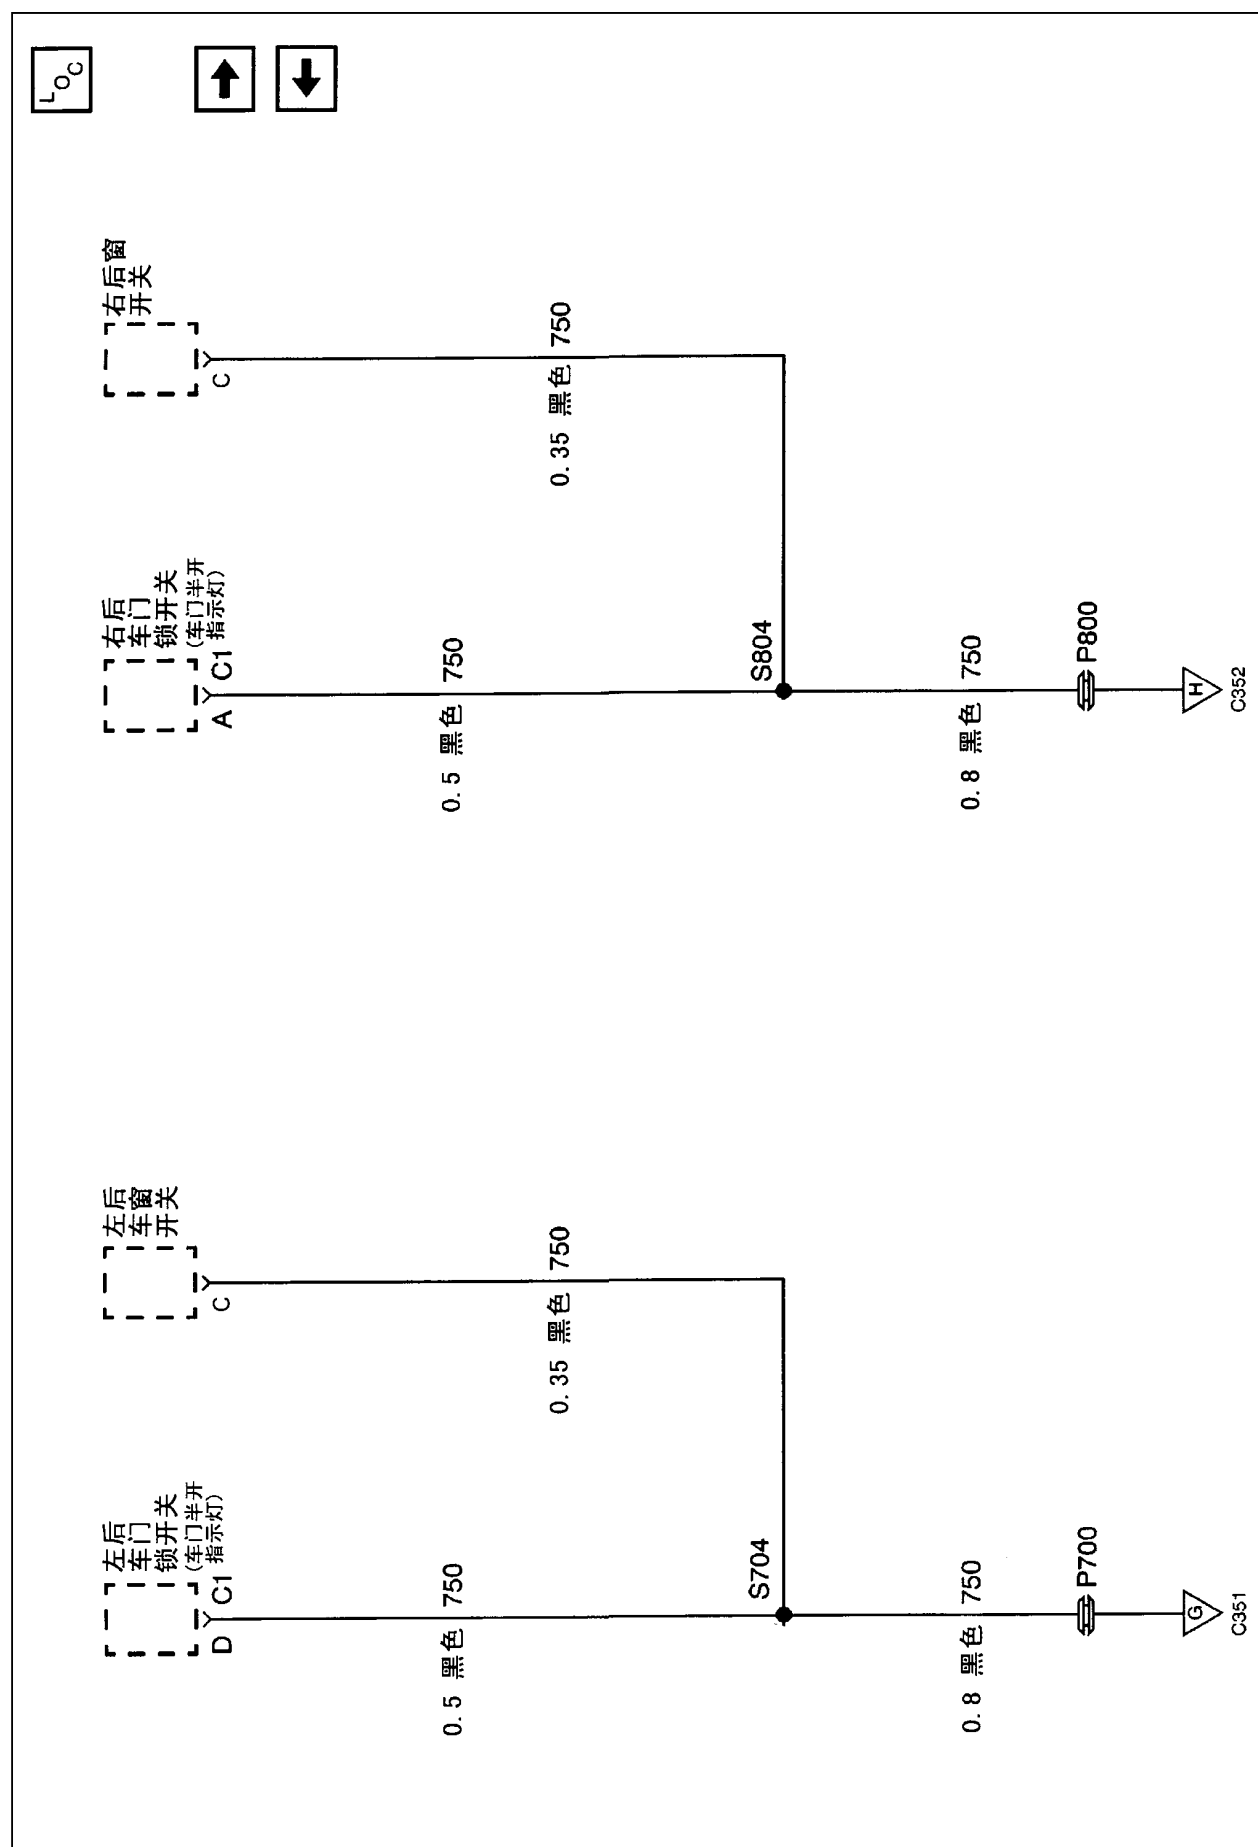 LOC
左后
车门
锁开关
(车门半开
指示灯)
D
C1
0.5 黑色
750
左后
车窗
开关
C
0.35 黑色
750
S704
0.8 黑色
750
P700
G
C351
右后
车门
锁开关
(车门半开
指示灯)
A
C1
0.5 黑色
750
右后窗
开关
C
0.35 黑色
750
S804
0.8 黑色
750
P800
H
C352